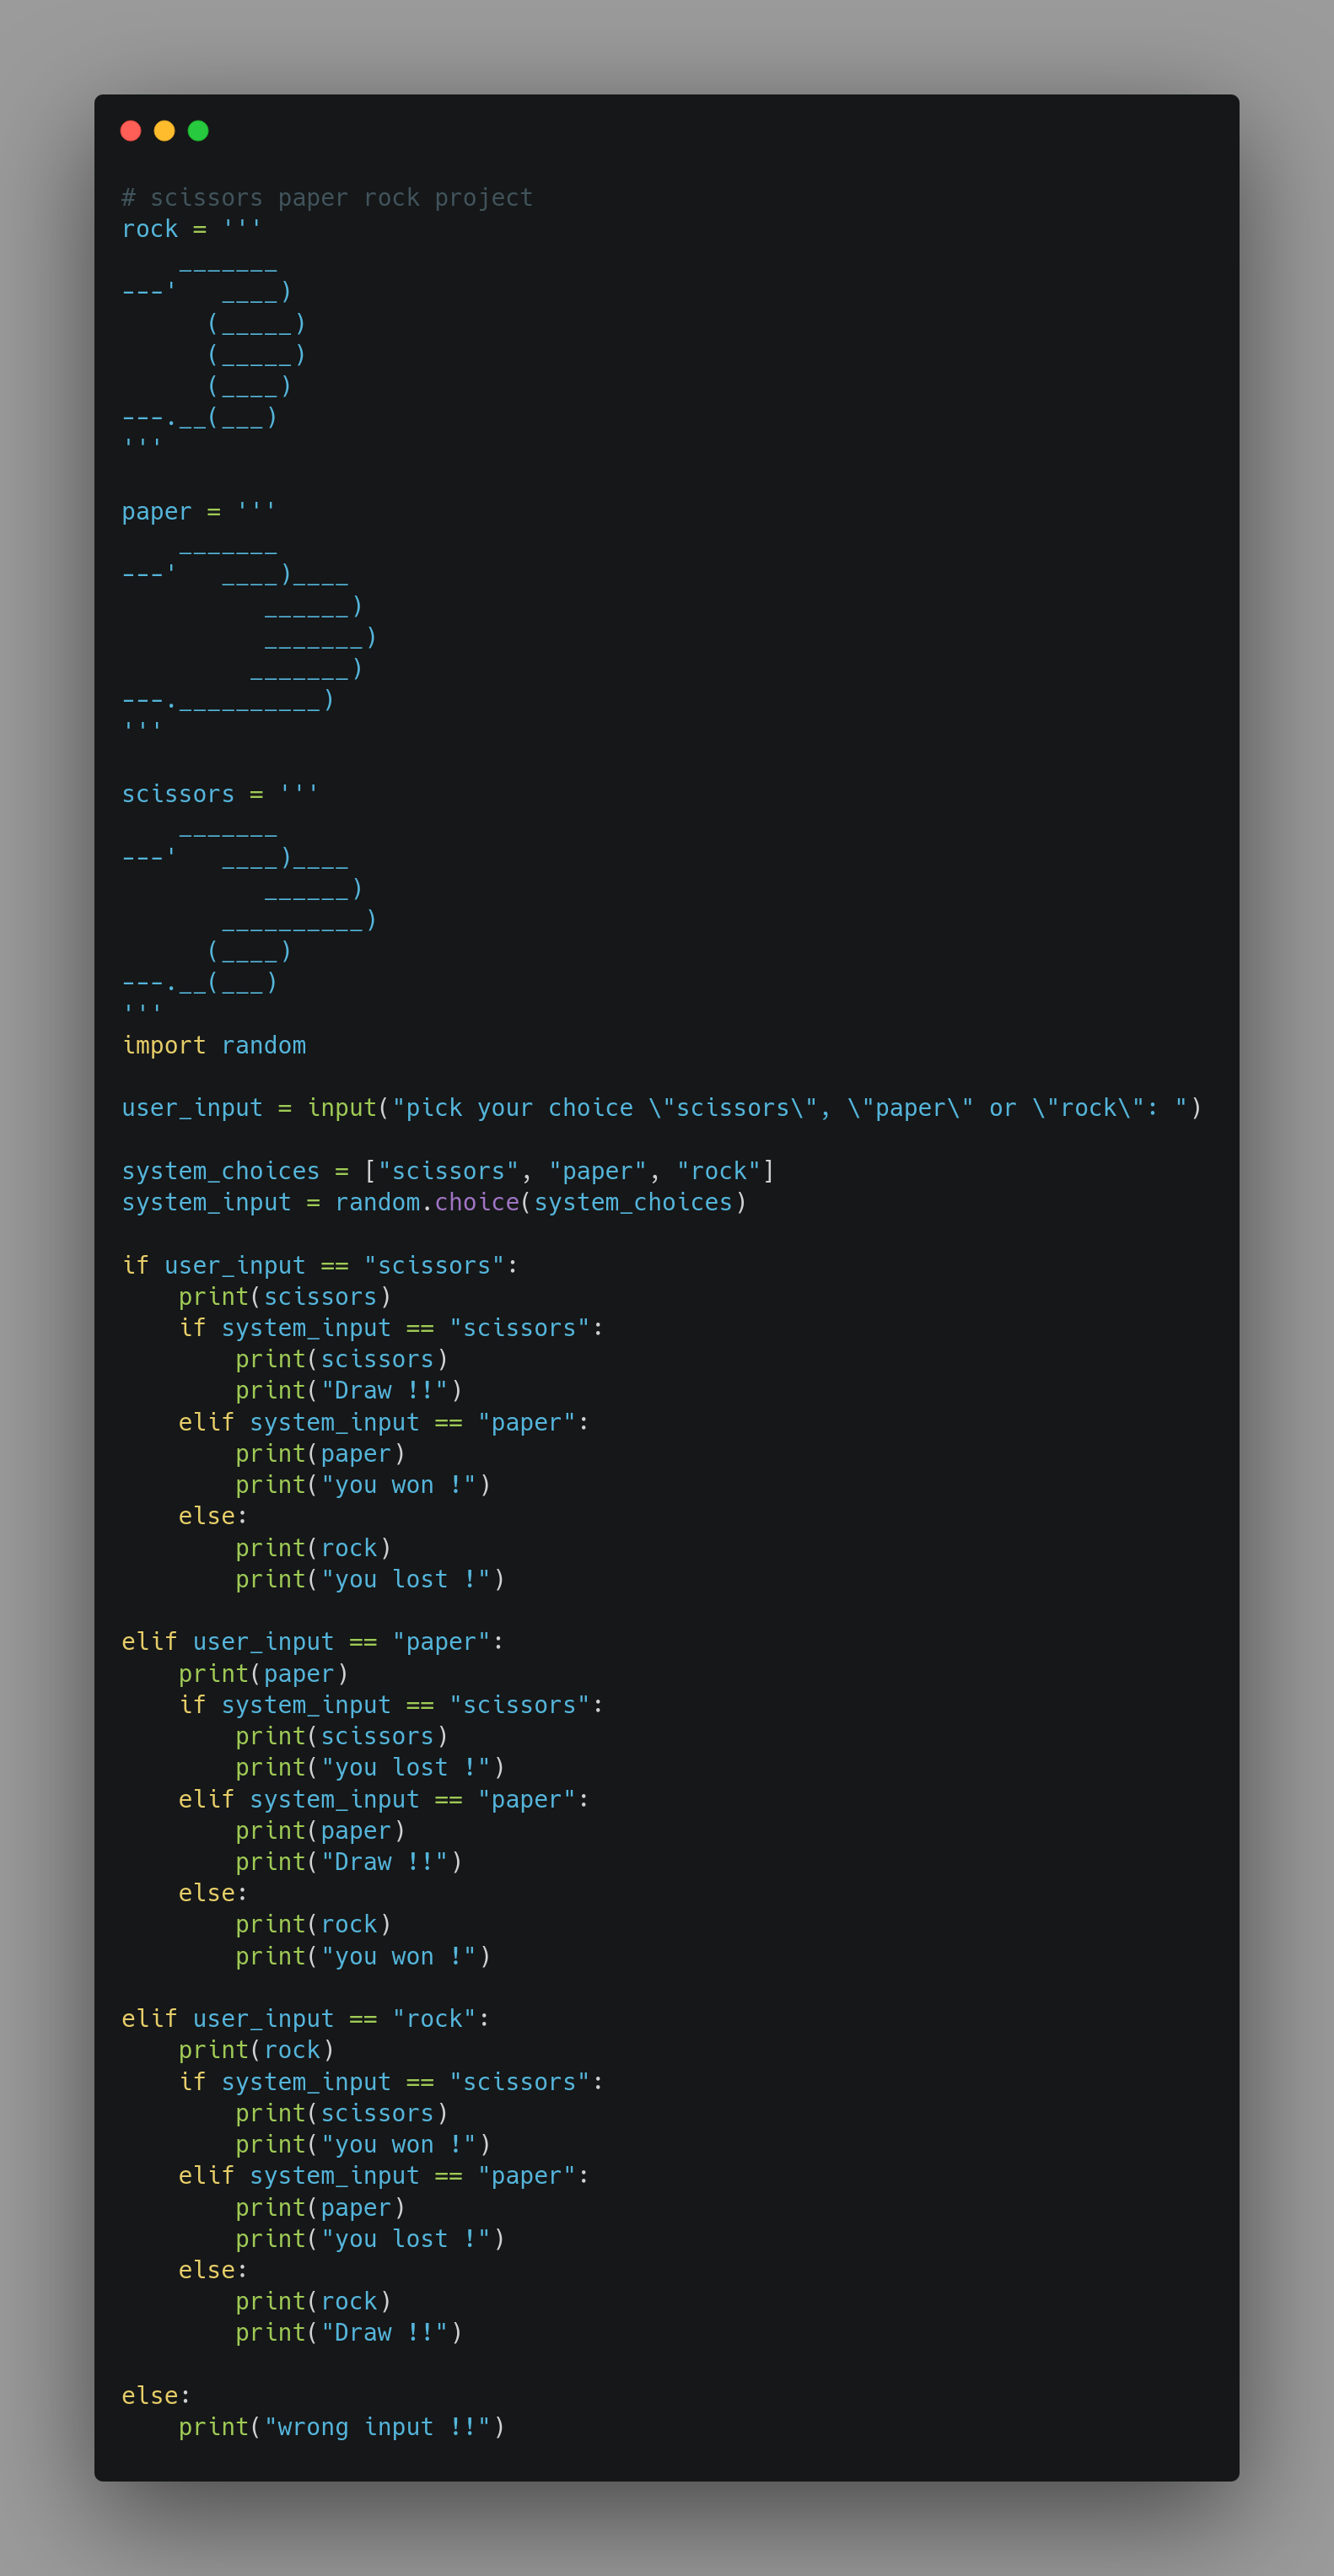 # scissors paper rock project
rock = '''
    _______
---'   ____)
      (_____)
      (_____)
      (____)
---.__(___)
'''

paper = '''
    _______
---'   ____)____
          ______)
          _______)
         _______)
---.__________)
'''

scissors = '''
    _______
---'   ____)____
          ______)
       __________)
      (____)
---.__(___)
'''
import random

user_input = input("pick your choice \"scissors\", \"paper\" or \"rock\": ")

system_choices = ["scissors", "paper", "rock"]
system_input = random.choice(system_choices)

if user_input == "scissors":
    print(scissors)
    if system_input == "scissors":
        print(scissors)
        print("Draw !!")
    elif system_input == "paper":
        print(paper)
        print("you won !")
    else:
        print(rock)
        print("you lost !")

elif user_input == "paper":
    print(paper)
    if system_input == "scissors":
        print(scissors)
        print("you lost !")
    elif system_input == "paper":
        print(paper)
        print("Draw !!")
    else:
        print(rock)
        print("you won !")

elif user_input == "rock":
    print(rock)
    if system_input == "scissors":
        print(scissors)
        print("you won !")
    elif system_input == "paper":
        print(paper)
        print("you lost !")
    else:
        print(rock)
        print("Draw !!")

else:
    print("wrong input !!")